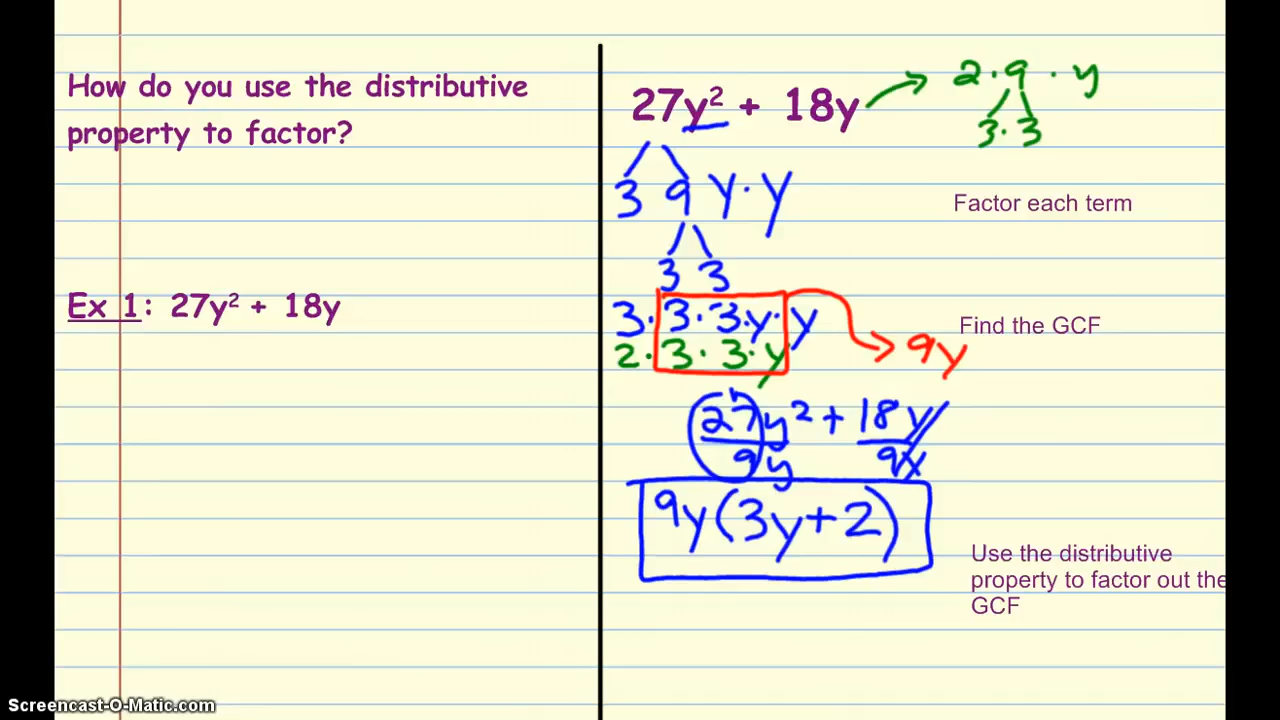 How do you use the distributive
property to factor?
Ex 1: 27y² + 18y
27y² + 18y → 2·9·y
3·3
3 9 y·y
Factor each term
3 3
3·3·3·y·y
2·3·3·y
Find the GCF
→ 9y
27y² + 18y
9y 9y
9y(3y+2)
Use the distributive
property to factor out the
GCF
Screencast-O-Matic.com